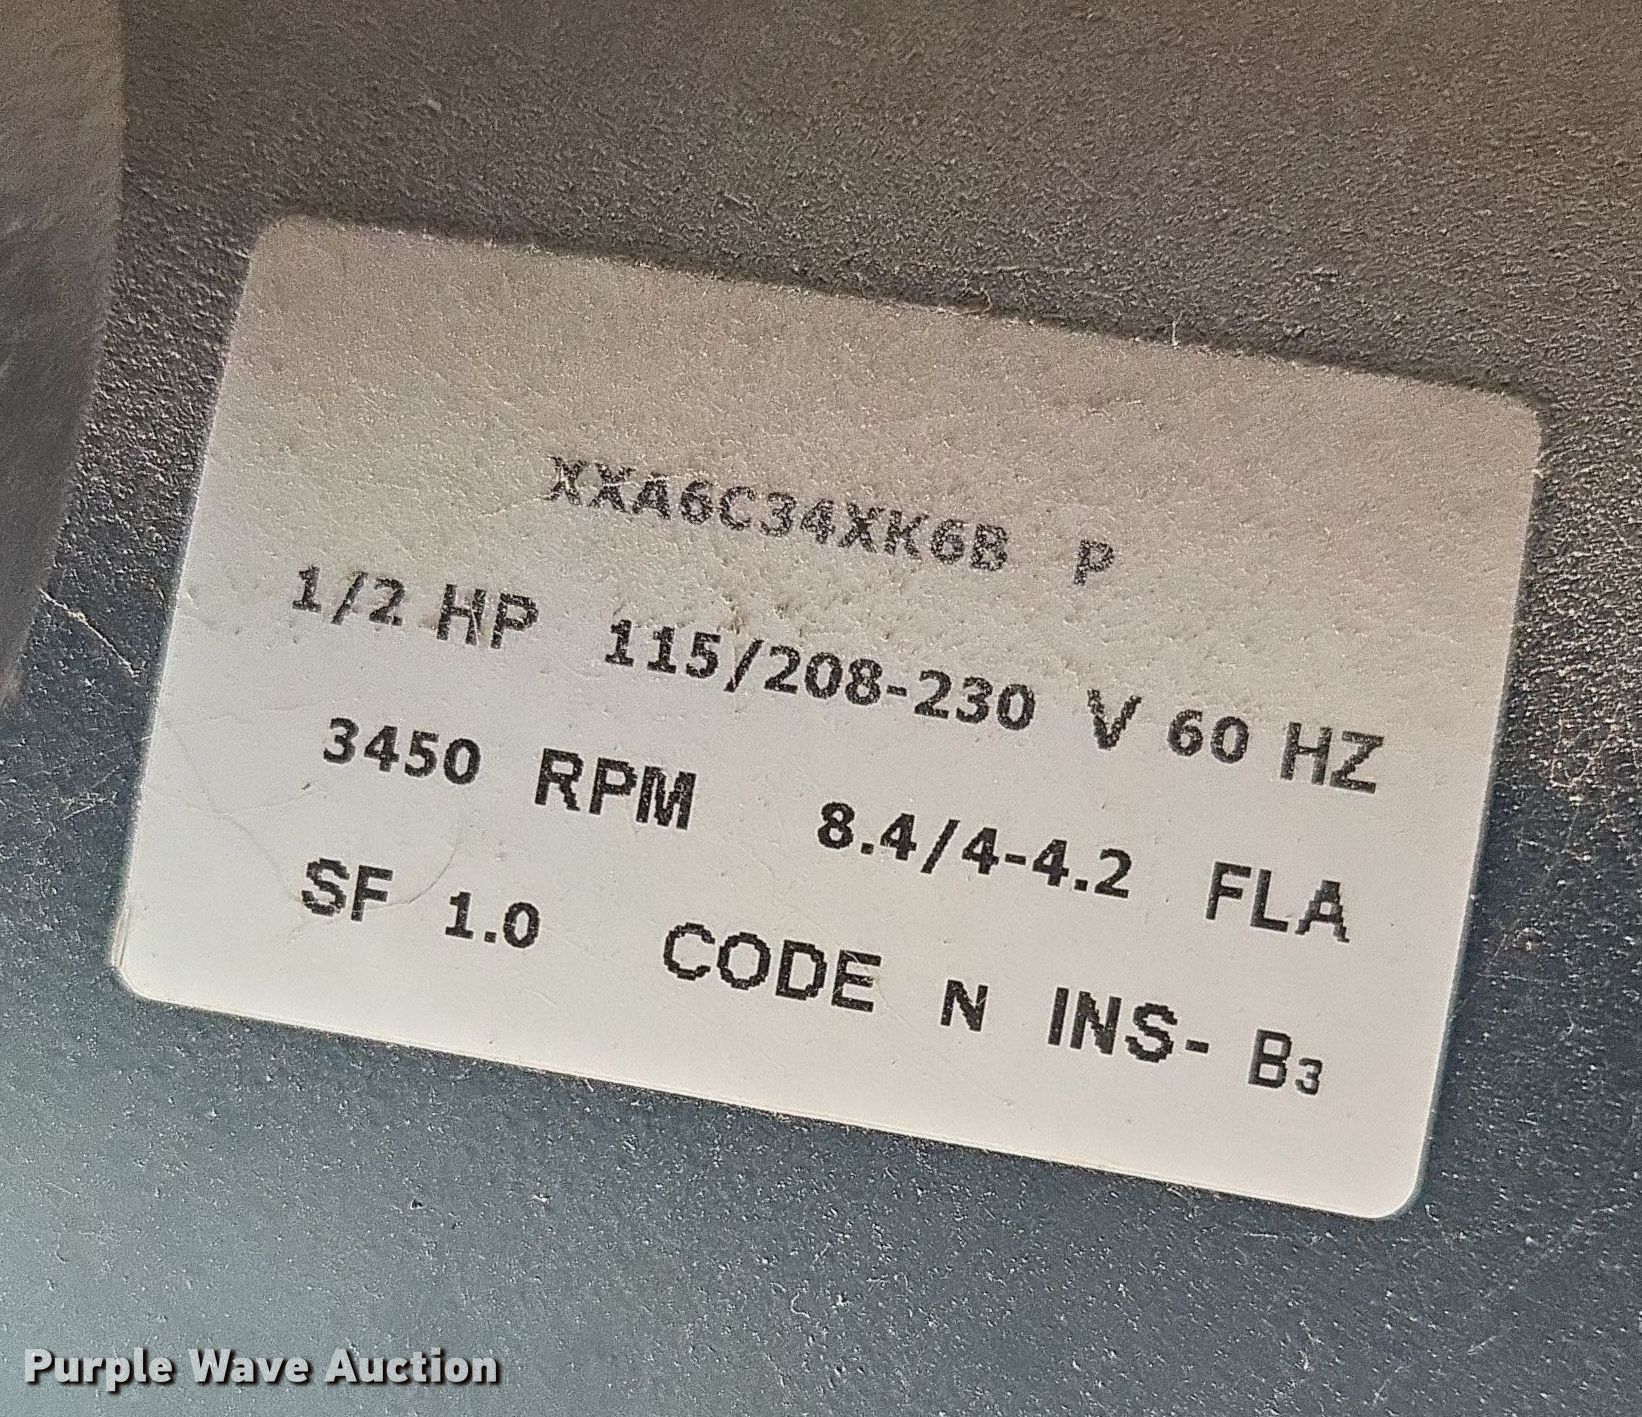 XXA6C34XK6B P
1/2 HP 115/208-230 V 60 HZ
3450 RPM 8.4/4-4.2 FLA
SF 1.0 CODE N INS- B3
Purple Wave Auction